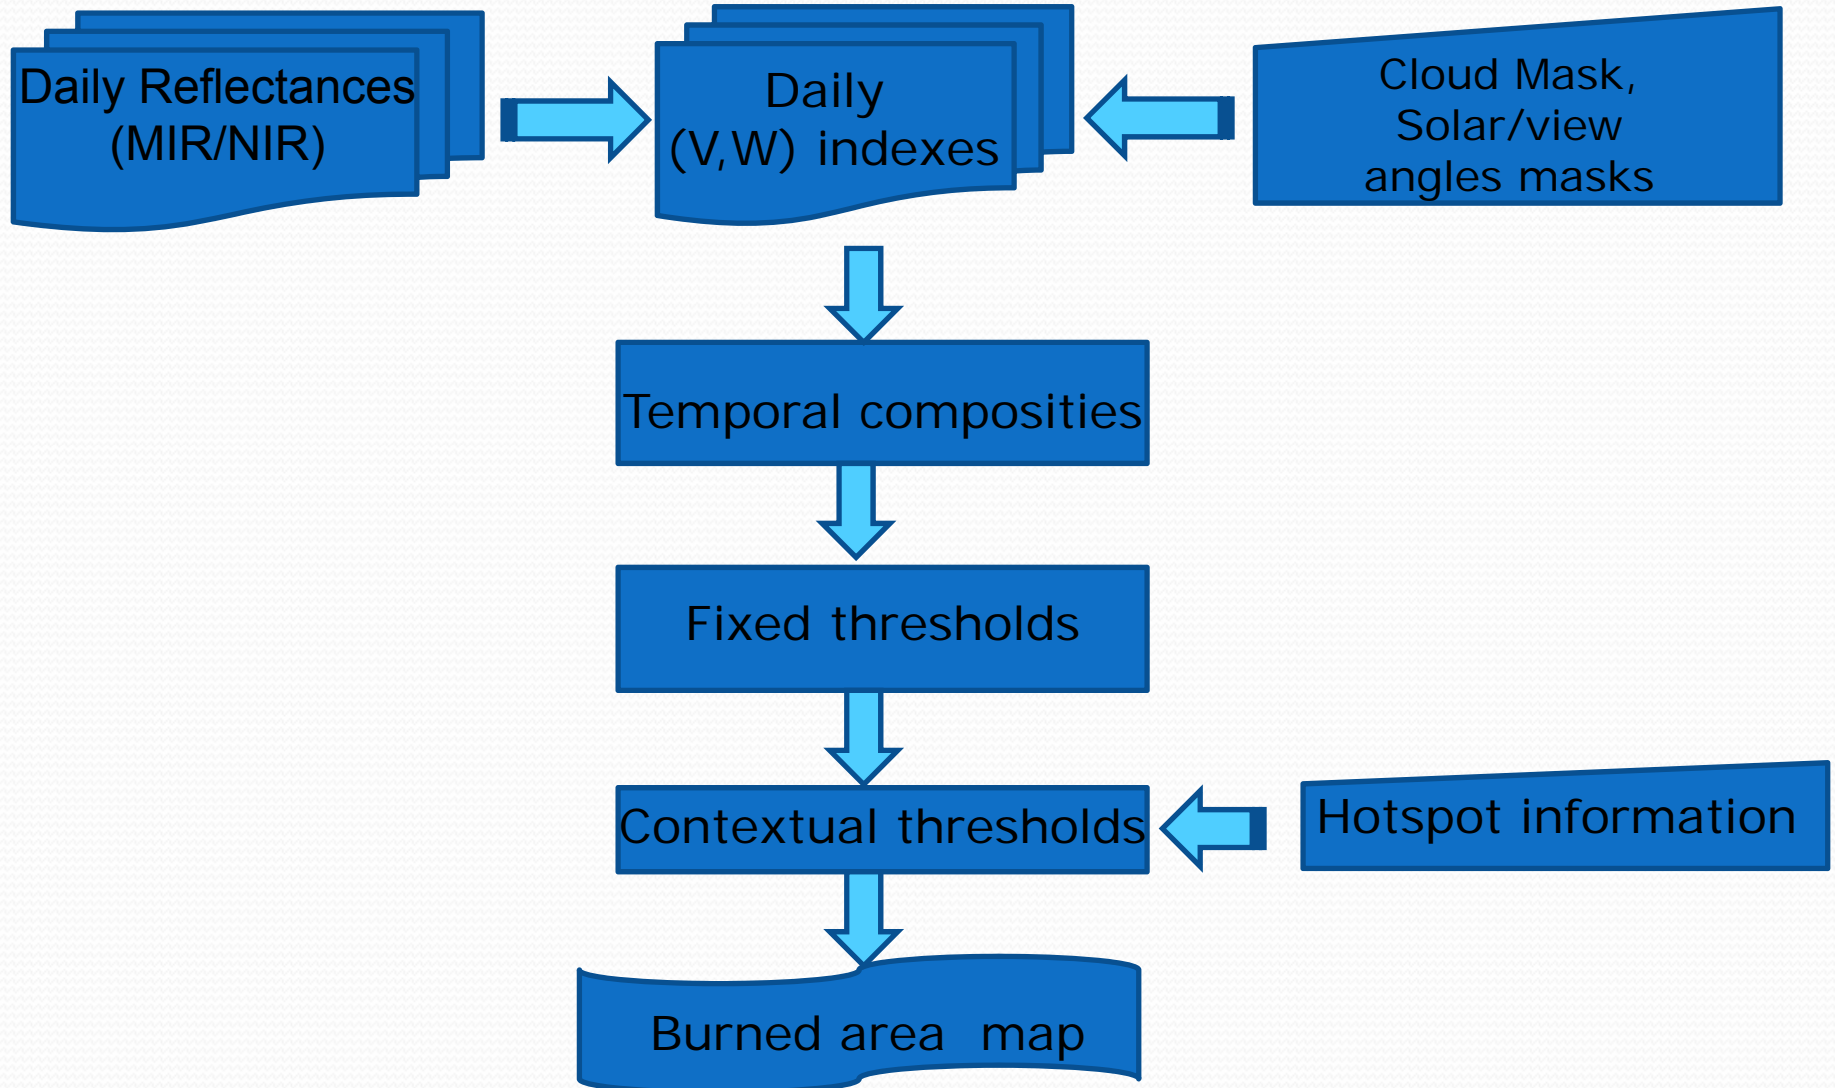 Daily Reflectances
(MIR/NIR)
Daily
(V,W) indexes
Cloud Mask,
Solar/view
angles masks
Temporal composities
Fixed thresholds
Contextual thresholds
Hotspot information
Burned area  map